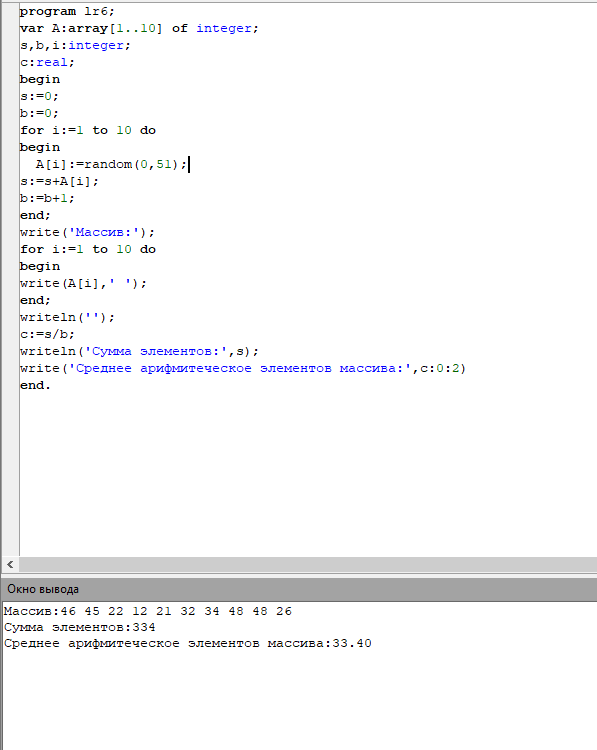 program lr6;
var A:array[1..10] of integer;
s,b,i:integer;
c:real;
begin
s:=0;
b:=0;
for i:=1 to 10 do
begin
  A[i]:=random(0,51);
s:=s+A[i];
b:=b+1;
end;
write('Массив:');
for i:=1 to 10 do
begin
write(A[i],' ');
end;
writeln('');
c:=s/b;
writeln('Сумма элементов:',s);
write('Среднее арифмитеческое элементов массива:',c:0:2)
end.
Окно вывода
Массив:46 45 22 12 21 32 34 48 48 26
Сумма элементов:334
Среднее арифмитеческое элементов массива:33.40